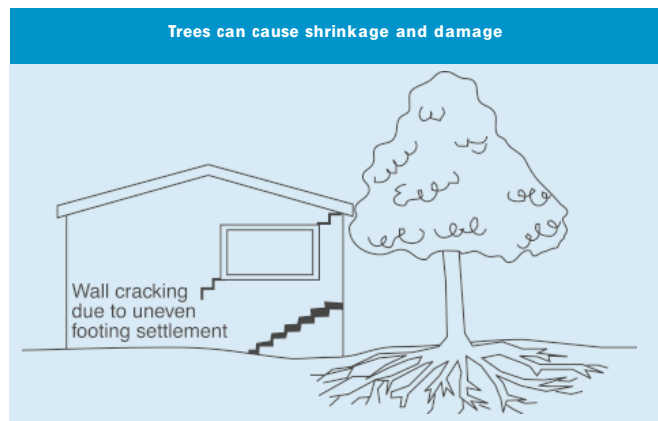 Trees can cause shrinkage and damage
Wall cracking
due to uneven
footing settlement